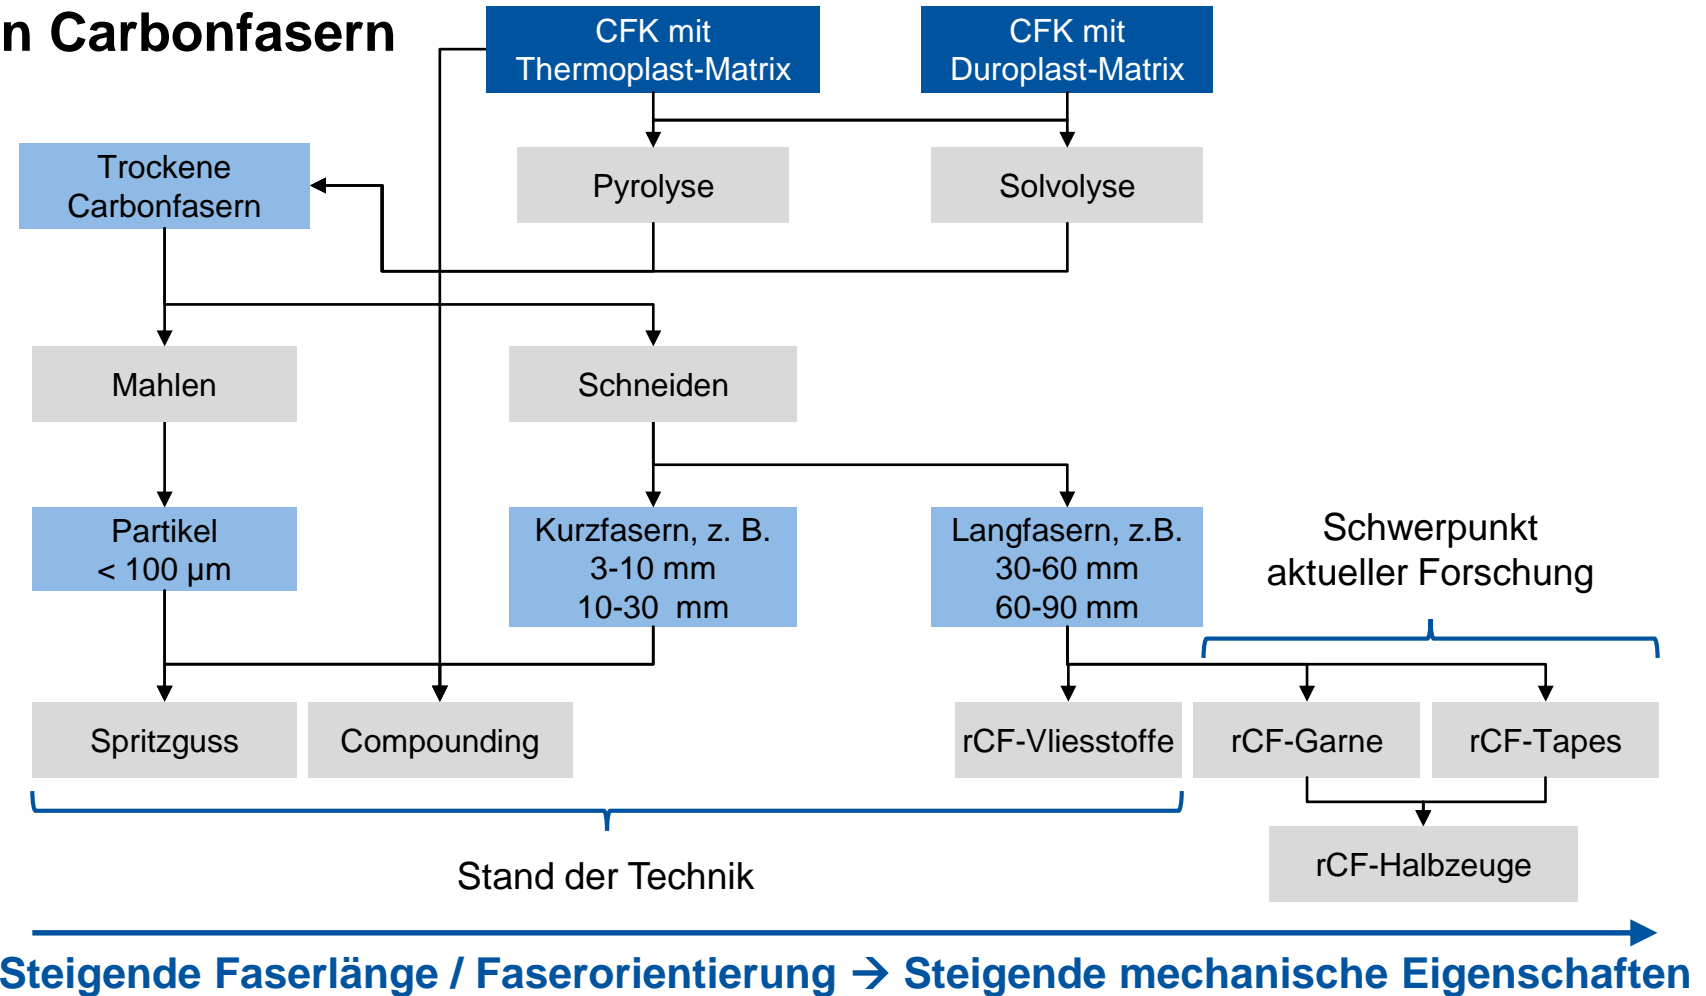 n Carbonfasern
CFK mit
Thermoplast-Matrix
CFK mit
Duroplast-Matrix
Trockene
Carbonfasern
Pyrolyse
Solvolyse
Mahlen
Schneiden
Partikel
< 100 µm
Kurzfasern, z. B.
3-10 mm
10-30  mm
Langfasern, z.B.
30-60 mm
60-90 mm
Schwerpunkt
aktueller Forschung
Spritzguss
Compounding
rCF-Vliesstoffe
rCF-Garne
rCF-Tapes
rCF-Halbzeuge
Stand der Technik
Steigende Faserlänge / Faserorientierung → Steigende mechanische Eigenschaften